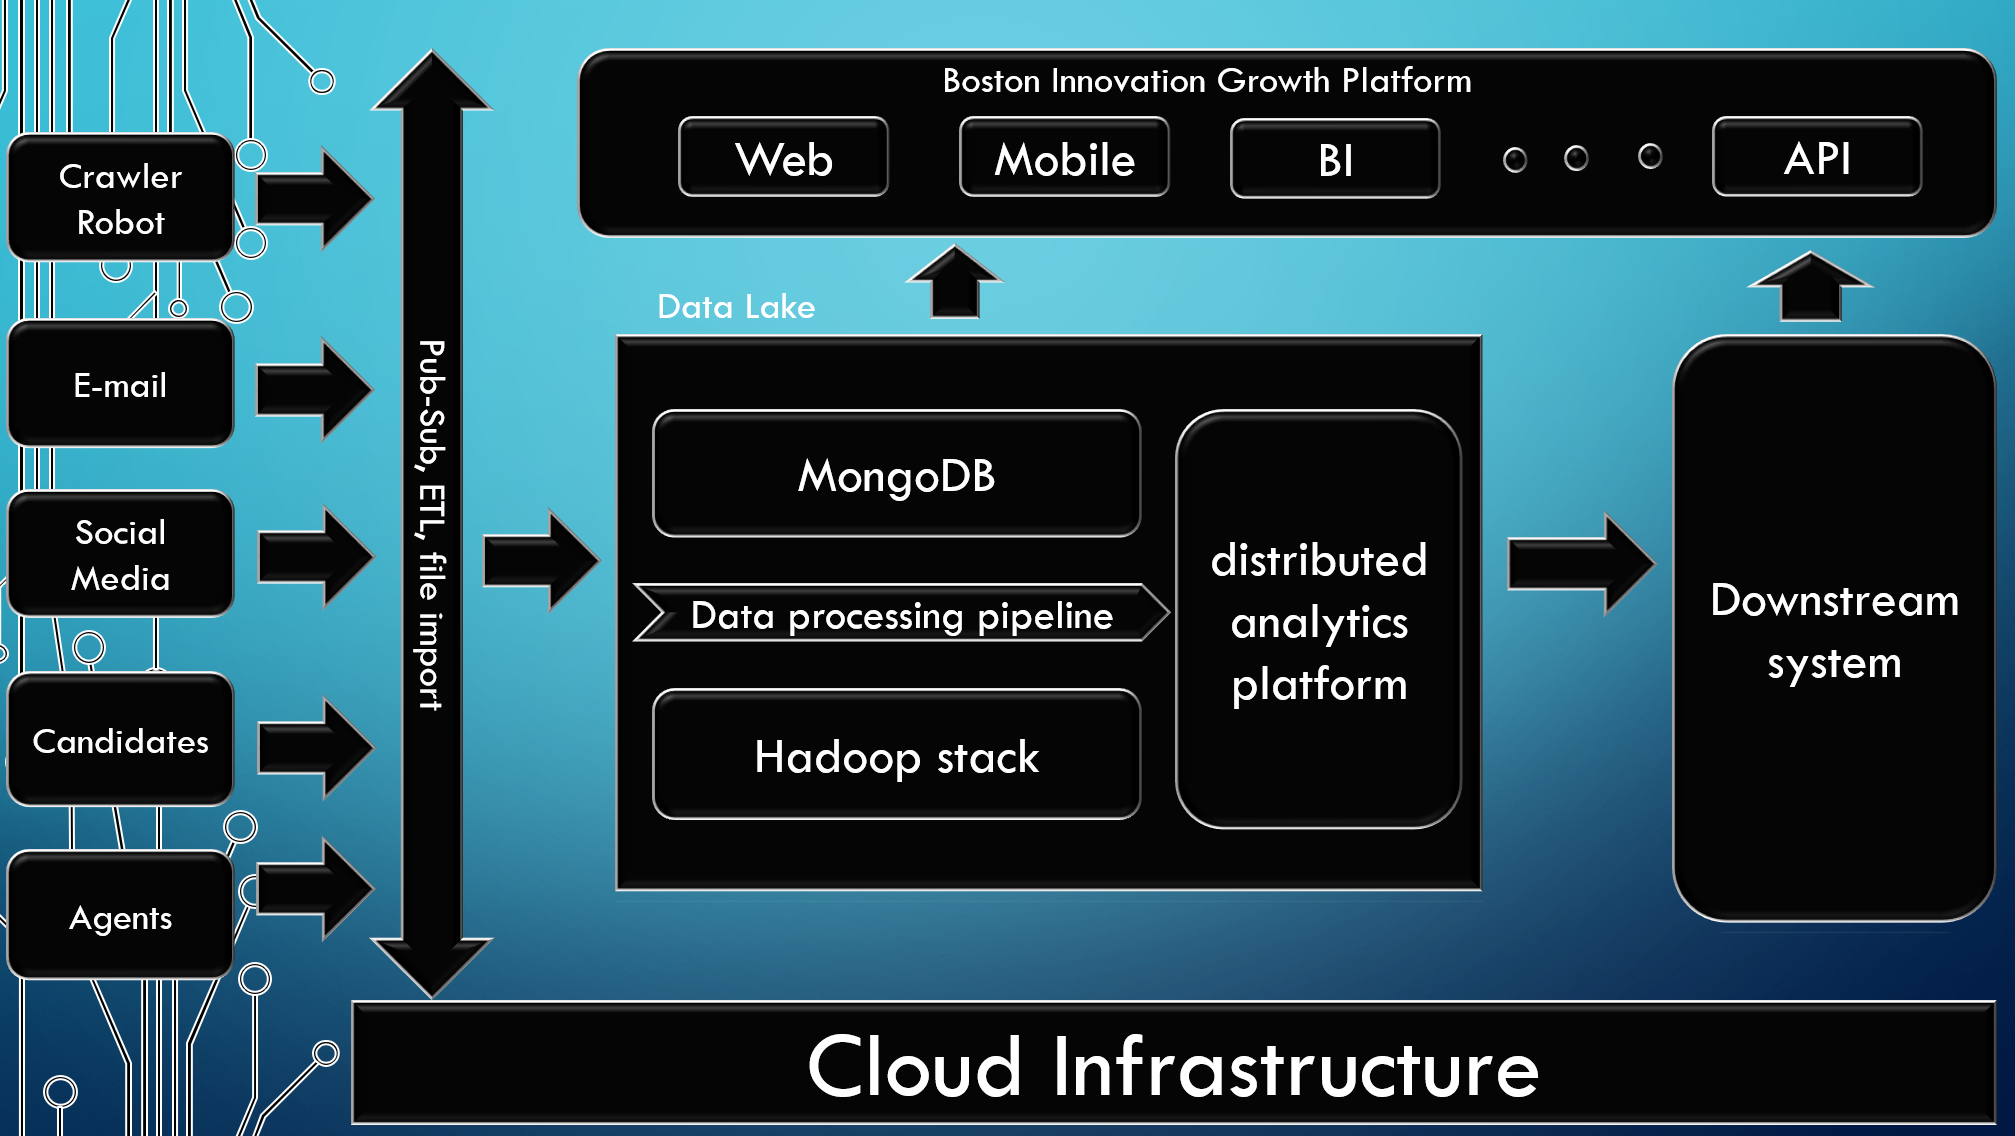 Boston Innovation Growth Platform
Web
Mobile
BI
API
Crawler
Robot
E-mail
Social
Media
Candidates
Agents
Pub-Sub, ETL, file import
Data Lake
MongoDB
Data processing pipeline
Hadoop stack
distributed
analytics
platform
Downstream
system
Cloud Infrastructure